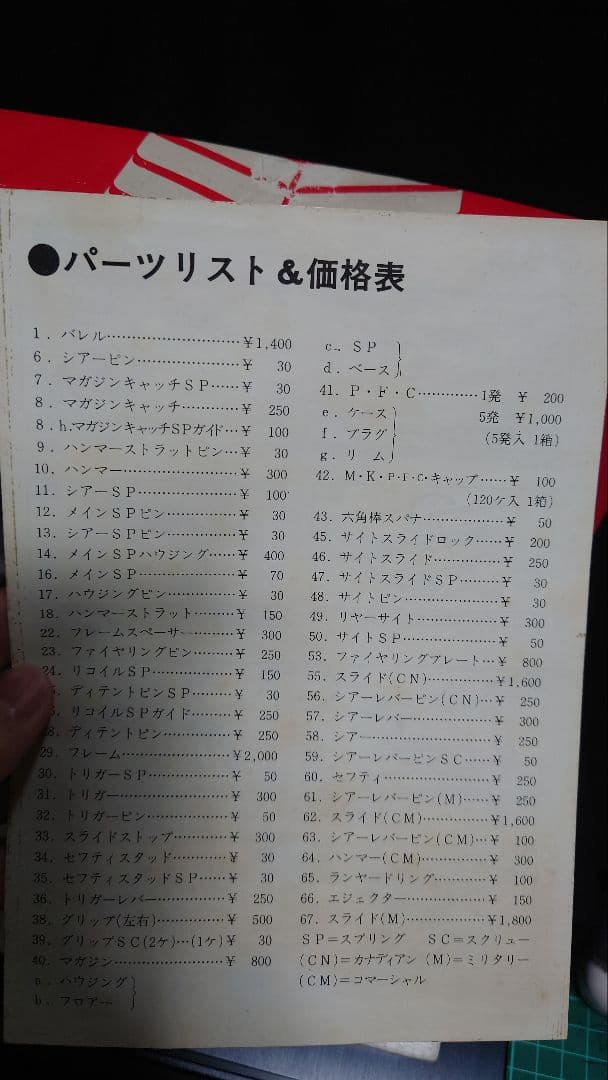 ●パーツリスト&価格表
1．バレル…………………………¥1,400
6．シアーピン…………………¥ 30
7．マガジンキャッチSP……¥ 30
8．マガジンキャッチ…………¥ 250
8．h.マガジンキャッチSPガイド…¥ 100
9．ハンマーストラットピン…¥ 30
10．ハンマー……………………¥ 300
11．シアーSP…………………¥ 100
12．メインSPピン……………¥ 30
13．シアーSPピン……………¥ 30
14．メインSPハウジング……¥ 400
16．メインSP…………………¥ 70
17．ハウジングピン……………¥ 30
18．ハンマーストラット………¥ 150
22．フレームスペーサー………¥ 300
23．ファイヤリングピン………¥ 250
24．リコイルSP………………¥ 150
ディテントピンSP………¥ 30
リコイルSPガイド………¥ 250
ディテントピン……………¥ 250
29．フレーム……………………¥2,000
30．トリガーSP………………¥ 50
31．トリガー……………………¥ 300
32．トリガーピン………………¥ 50
33．スライドストップ…………¥ 300
34．セフティスタッド…………¥ 30
35．セフティスタッドSP……¥ 30
36．トリガーレバー……………¥ 250
38．グリップ(左右)……………¥ 500
39．グリップSC(2ケ)…(1ケ)¥ 30
40．マガジン……………………¥ 800
a．ハウジング
b．フロアー
c．SP
d．ベース
41．P・F・C…………1発 ¥ 200
e．ケース 5発 ¥1,000
f．プラグ (5発入 1箱)
g．リム
42．M・K・P・F・C・キャップ……¥ 100
(120ケ入 1箱)
43．六角棒スパナ………………¥ 50
45．サイトスライドロック……¥ 200
46．サイトスライド……………¥ 250
47．サイトスライドSP………¥ 30
48．サイトピン…………………¥ 30
49．リヤーサイト………………¥ 300
50．サイトSP…………………¥ 50
53．ファイヤリングプレート…¥ 800
55．スライド(CN)……………¥1,600
56．シアーレバーピン(CN)…¥ 250
57．シアーレバー………………¥ 300
58．シアー………………………¥ 250
59．シアーレバーピンSC……¥ 50
60．セフティ……………………¥ 250
61．シアーレバーピン(M)……¥ 250
62．スライド(CM)……………¥1,600
63．シアーレバーピン(CM)…¥ 100
64．ハンマー(CM)……………¥ 300
65．ランヤードリング…………¥ 100
66．エジェクター………………¥ 150
67．スライド(M)………………¥1,800
SP=スプリング SC=スクリュー
(CN)=カナディアン (M)=ミリタリー
(CM)=コマーシャル